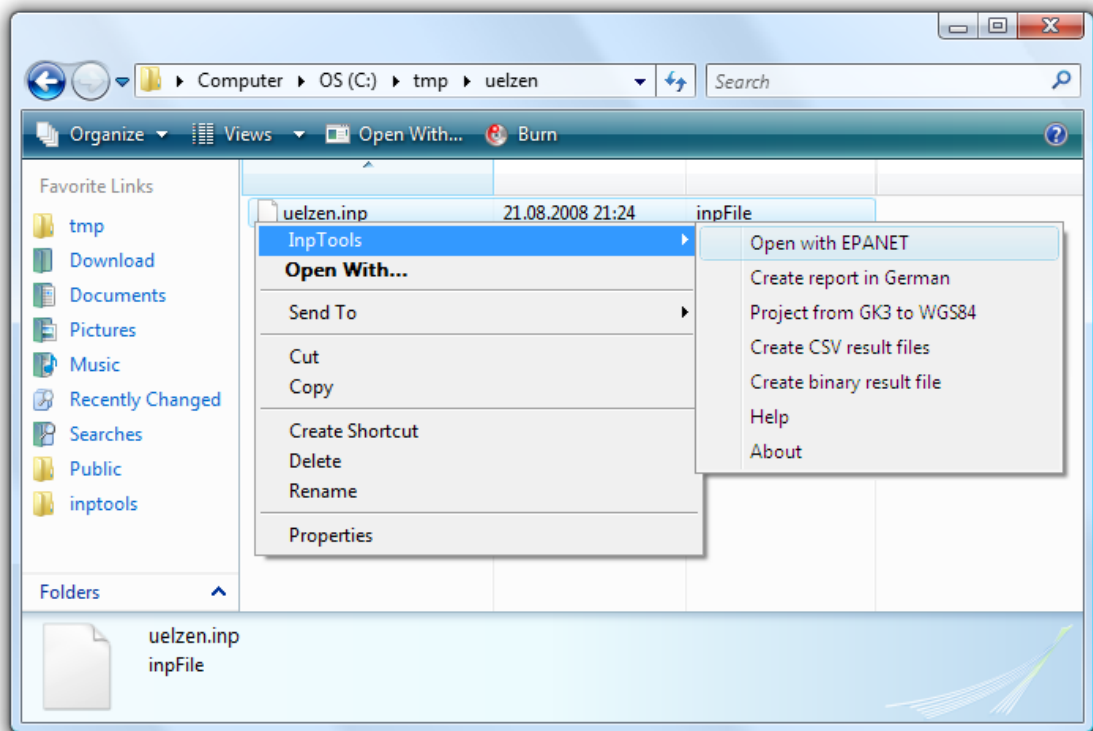 Computer ▸ OS (C:) ▸ tmp ▸ uelzen
Search
Organize Views Open With... Burn
Favorite Links
tmp
Download
Documents
Pictures
Music
Recently Changed
Searches
Public
inptools
Folders
uelzen.inp 21.08.2008 21:24 inpFile
InpTools
Open With...
Send To
Cut
Copy
Create Shortcut
Delete
Rename
Properties
Open with EPANET
Create report in German
Project from GK3 to WGS84
Create CSV result files
Create binary result file
Help
About
uelzen.inp
inpFile